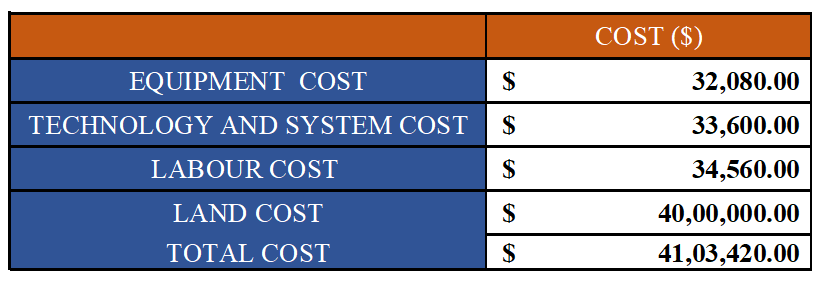 COST ($)
EQUIPMENT COST $ 32,080.00
TECHNOLOGY AND SYSTEM COST $ 33,600.00
LABOUR COST $ 34,560.00
LAND COST $ 40,00,000.00
TOTAL COST $ 41,03,420.00